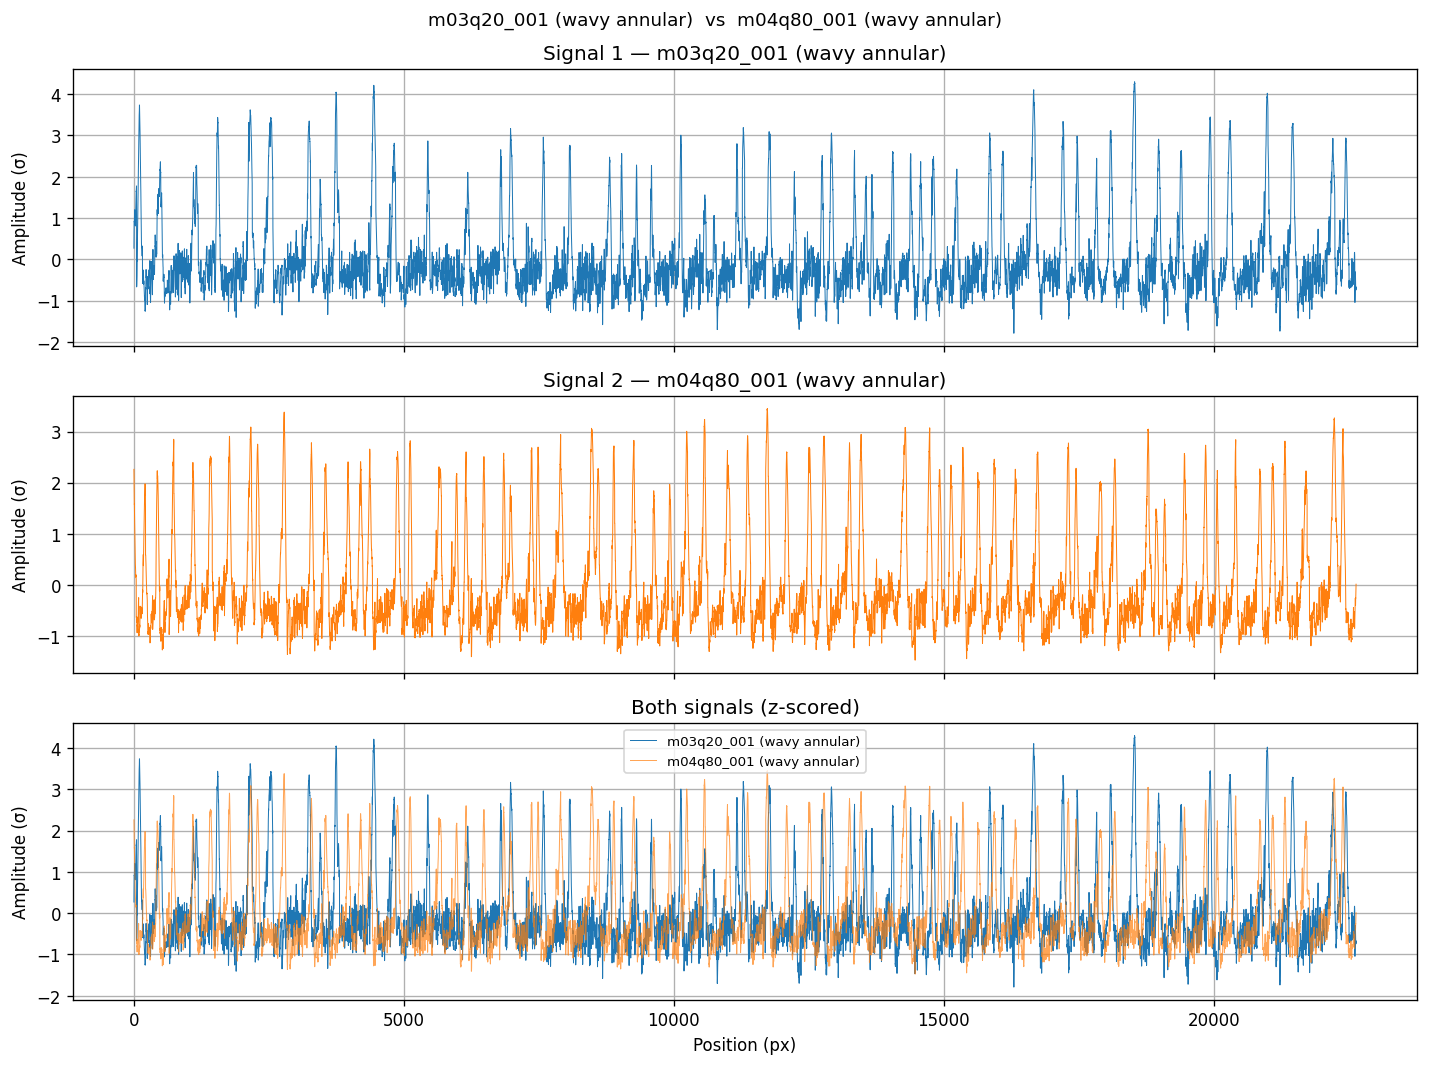 m03q20_001 (wavy annular)  vs  m04q80_001 (wavy annular)
Signal 1 — m03q20_001 (wavy annular)
Amplitude (σ)
4
3
2
1
0
−1
−2
Signal 2 — m04q80_001 (wavy annular)
Amplitude (σ)
3
2
1
0
−1
Both signals (z-scored)
m03q20_001 (wavy annular)
m04q80_001 (wavy annular)
Amplitude (σ)
4
3
2
1
0
−1
−2
0 5000 10000 15000 20000
Position (px)